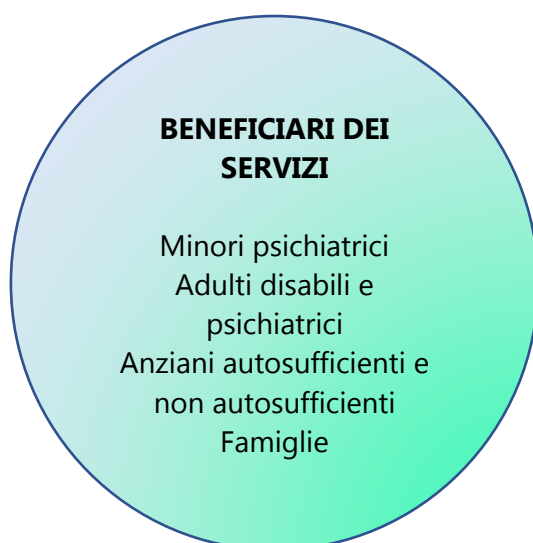 BENEFICIARI DEI
SERVIZI
Minori psichiatrici
Adulti disabili e
psichiatrici
Anziani autosufficienti e
non autosufficienti
Famiglie